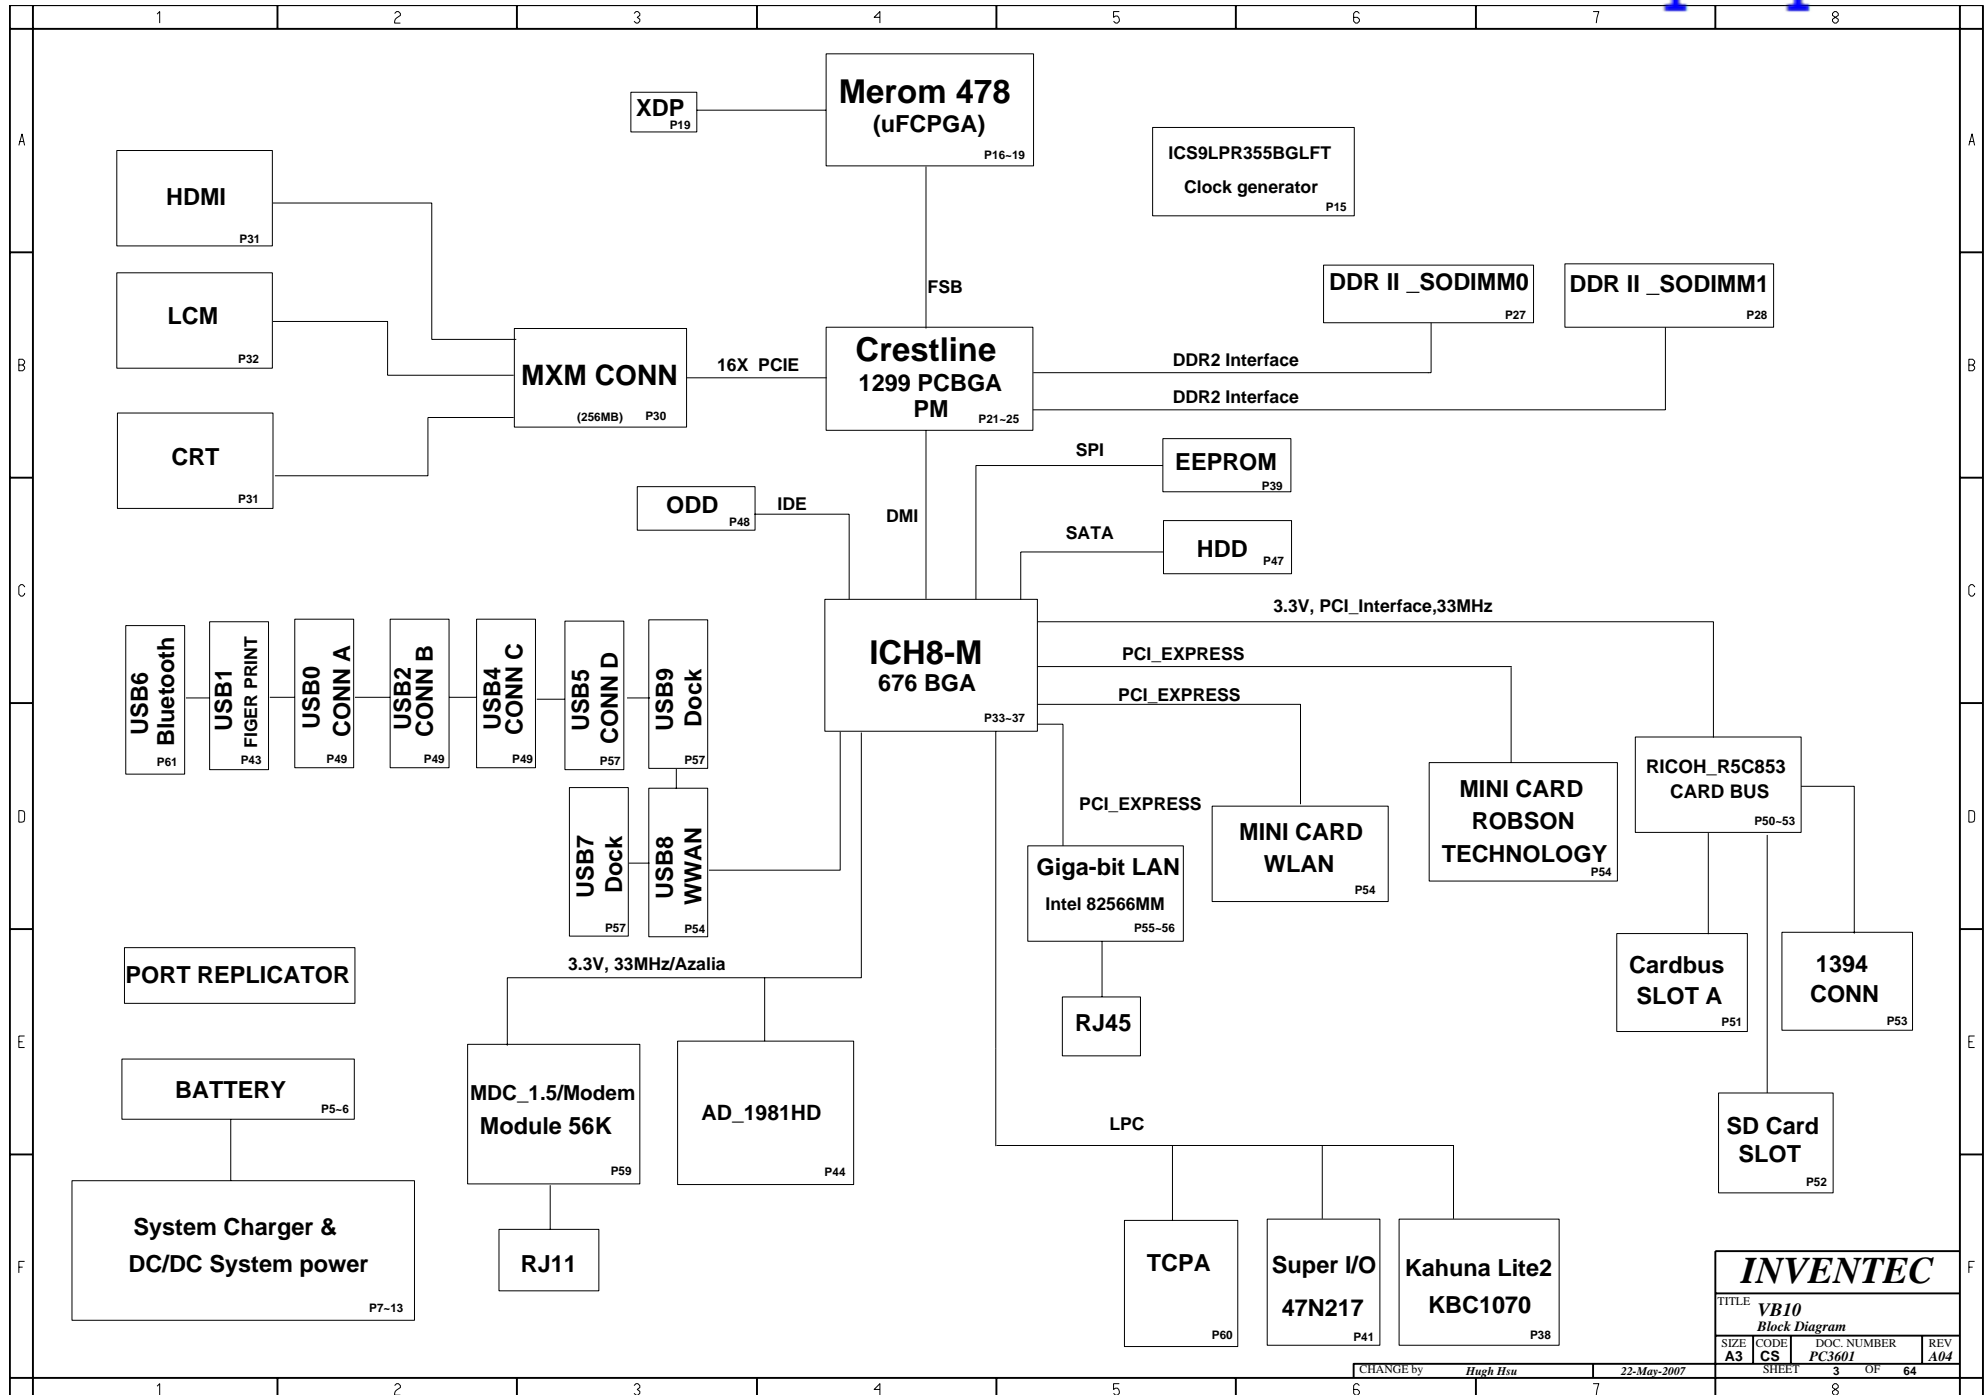 1 2 3 4 5 6 7 8
A A
B B
C C
D D
E E
F F
Merom 478
(uFCPGA)
P16~19
XDP
P19
ICS9LPR355BGLFT
Clock generator
P15
HDMI
P31
LCM
P32
CRT
P31
MXM CONN
(256MB) P30
16X PCIE
FSB
Crestline
1299 PCBGA
PM
P21~25
DDR II _SODIMM0
P27
DDR II _SODIMM1
P28
DDR2 Interface
DDR2 Interface
SPI
EEPROM
P39
ODD
P48
IDE
DMI
SATA
HDD
P47
ICH8-M
676 BGA
P33~37
3.3V, PCI_Interface,33MHz
PCI_EXPRESS
PCI_EXPRESS
PCI_EXPRESS
USB6
Bluetooth
P61
USB1
FIGER PRINT
P43
USB0
CONN A
P49
USB2
CONN B
P49
USB4
CONN C
P49
USB5
CONN D
P57
USB9
Dock
P57
USB7
Dock
P57
USB8
WWAN
P54
RICOH_R5C853
CARD BUS
P50~53
MINI CARD
ROBSON
TECHNOLOGY
P54
MINI CARD
WLAN
P54
Giga-bit LAN
Intel 82566MM
P55~56
RJ45
Cardbus
SLOT A
P51
1394
CONN
P53
SD Card
SLOT
P52
PORT REPLICATOR
BATTERY
P5~6
System Charger &
DC/DC System power
P7~13
3.3V, 33MHz/Azalia
MDC_1.5/Modem
Module 56K
P59
AD_1981HD
P44
RJ11
LPC
TCPA
P60
Super I/O
47N217
P41
Kahuna Lite2
KBC1070
P38
INVENTEC
TITLE
VB10
Block Diagram
SIZE CODE DOC. NUMBER REV
A3 CS PC3601 A04
CHANGE by Hugh Hsu 22-May-2007 SHEET 3 OF 64
1 2 3 4 5 6 7 8